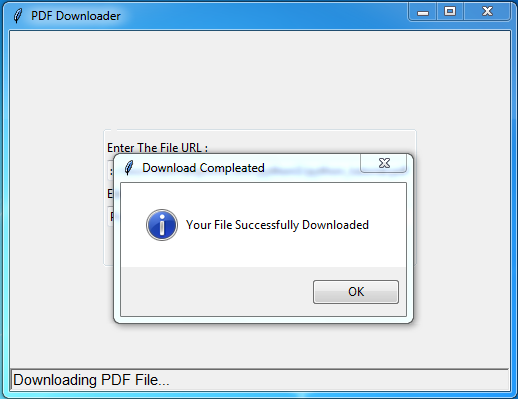 PDF Downloader
Enter The File URL :
Download Compleated
Your File Successfully Downloaded
OK
Downloading PDF File...